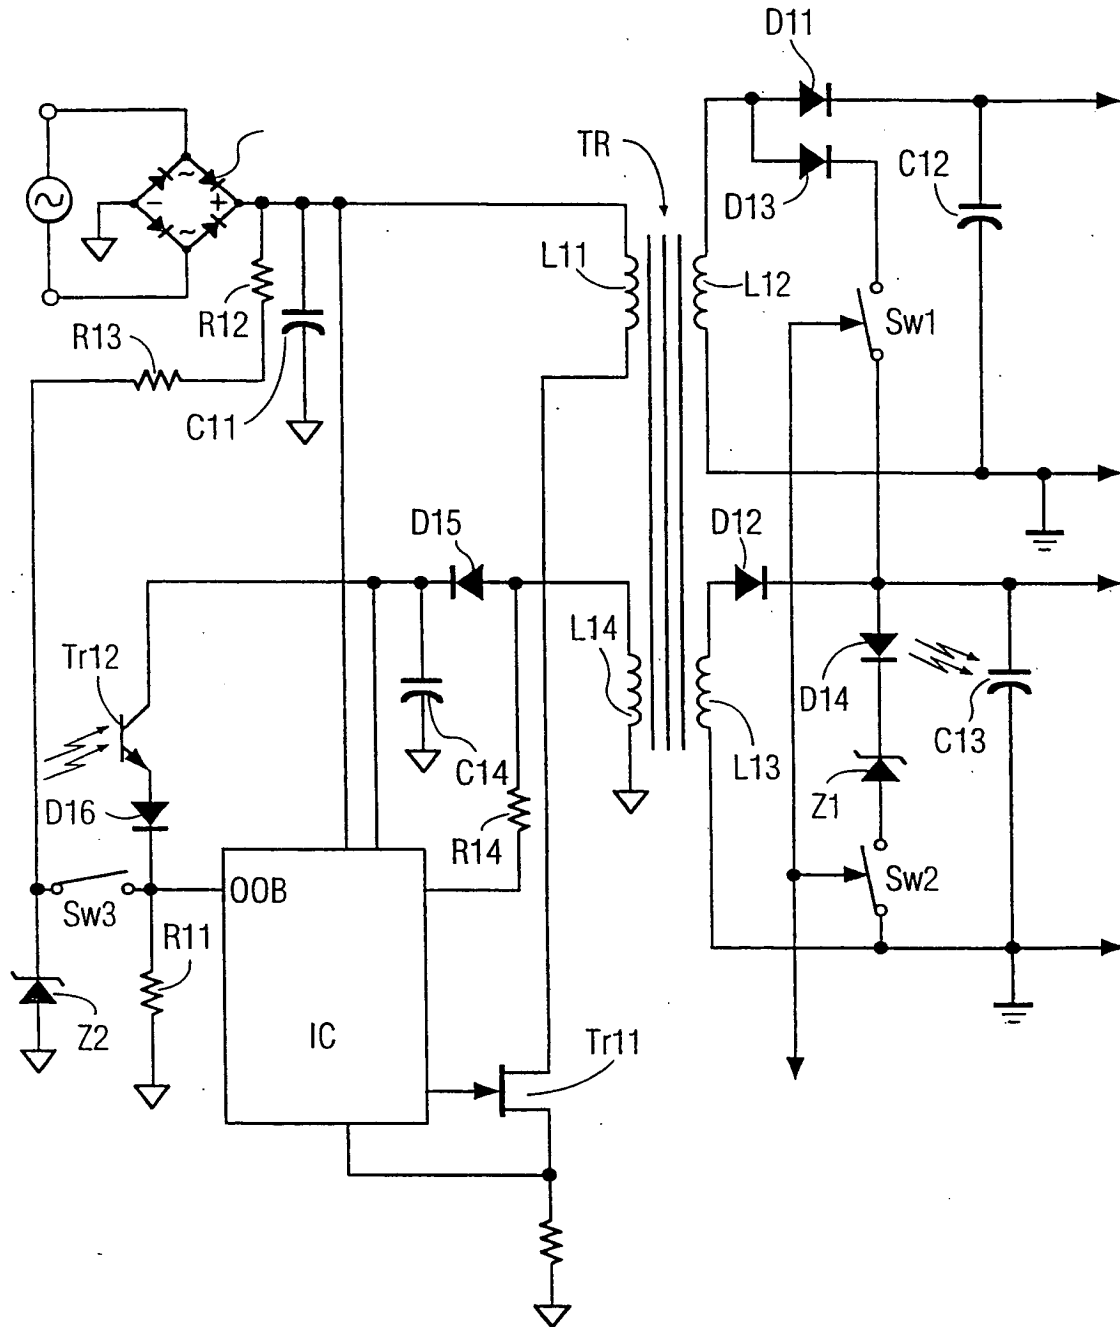 D11
TR
D13
C12
~
−
+
~
L11
L12
R12
R13
Sw1
C11
D15
D12
L14
Tr12
D14
C13
C14
L13
D16
Z1
R14
OOB
Sw2
Sw3
R11
Z2
IC
Tr11